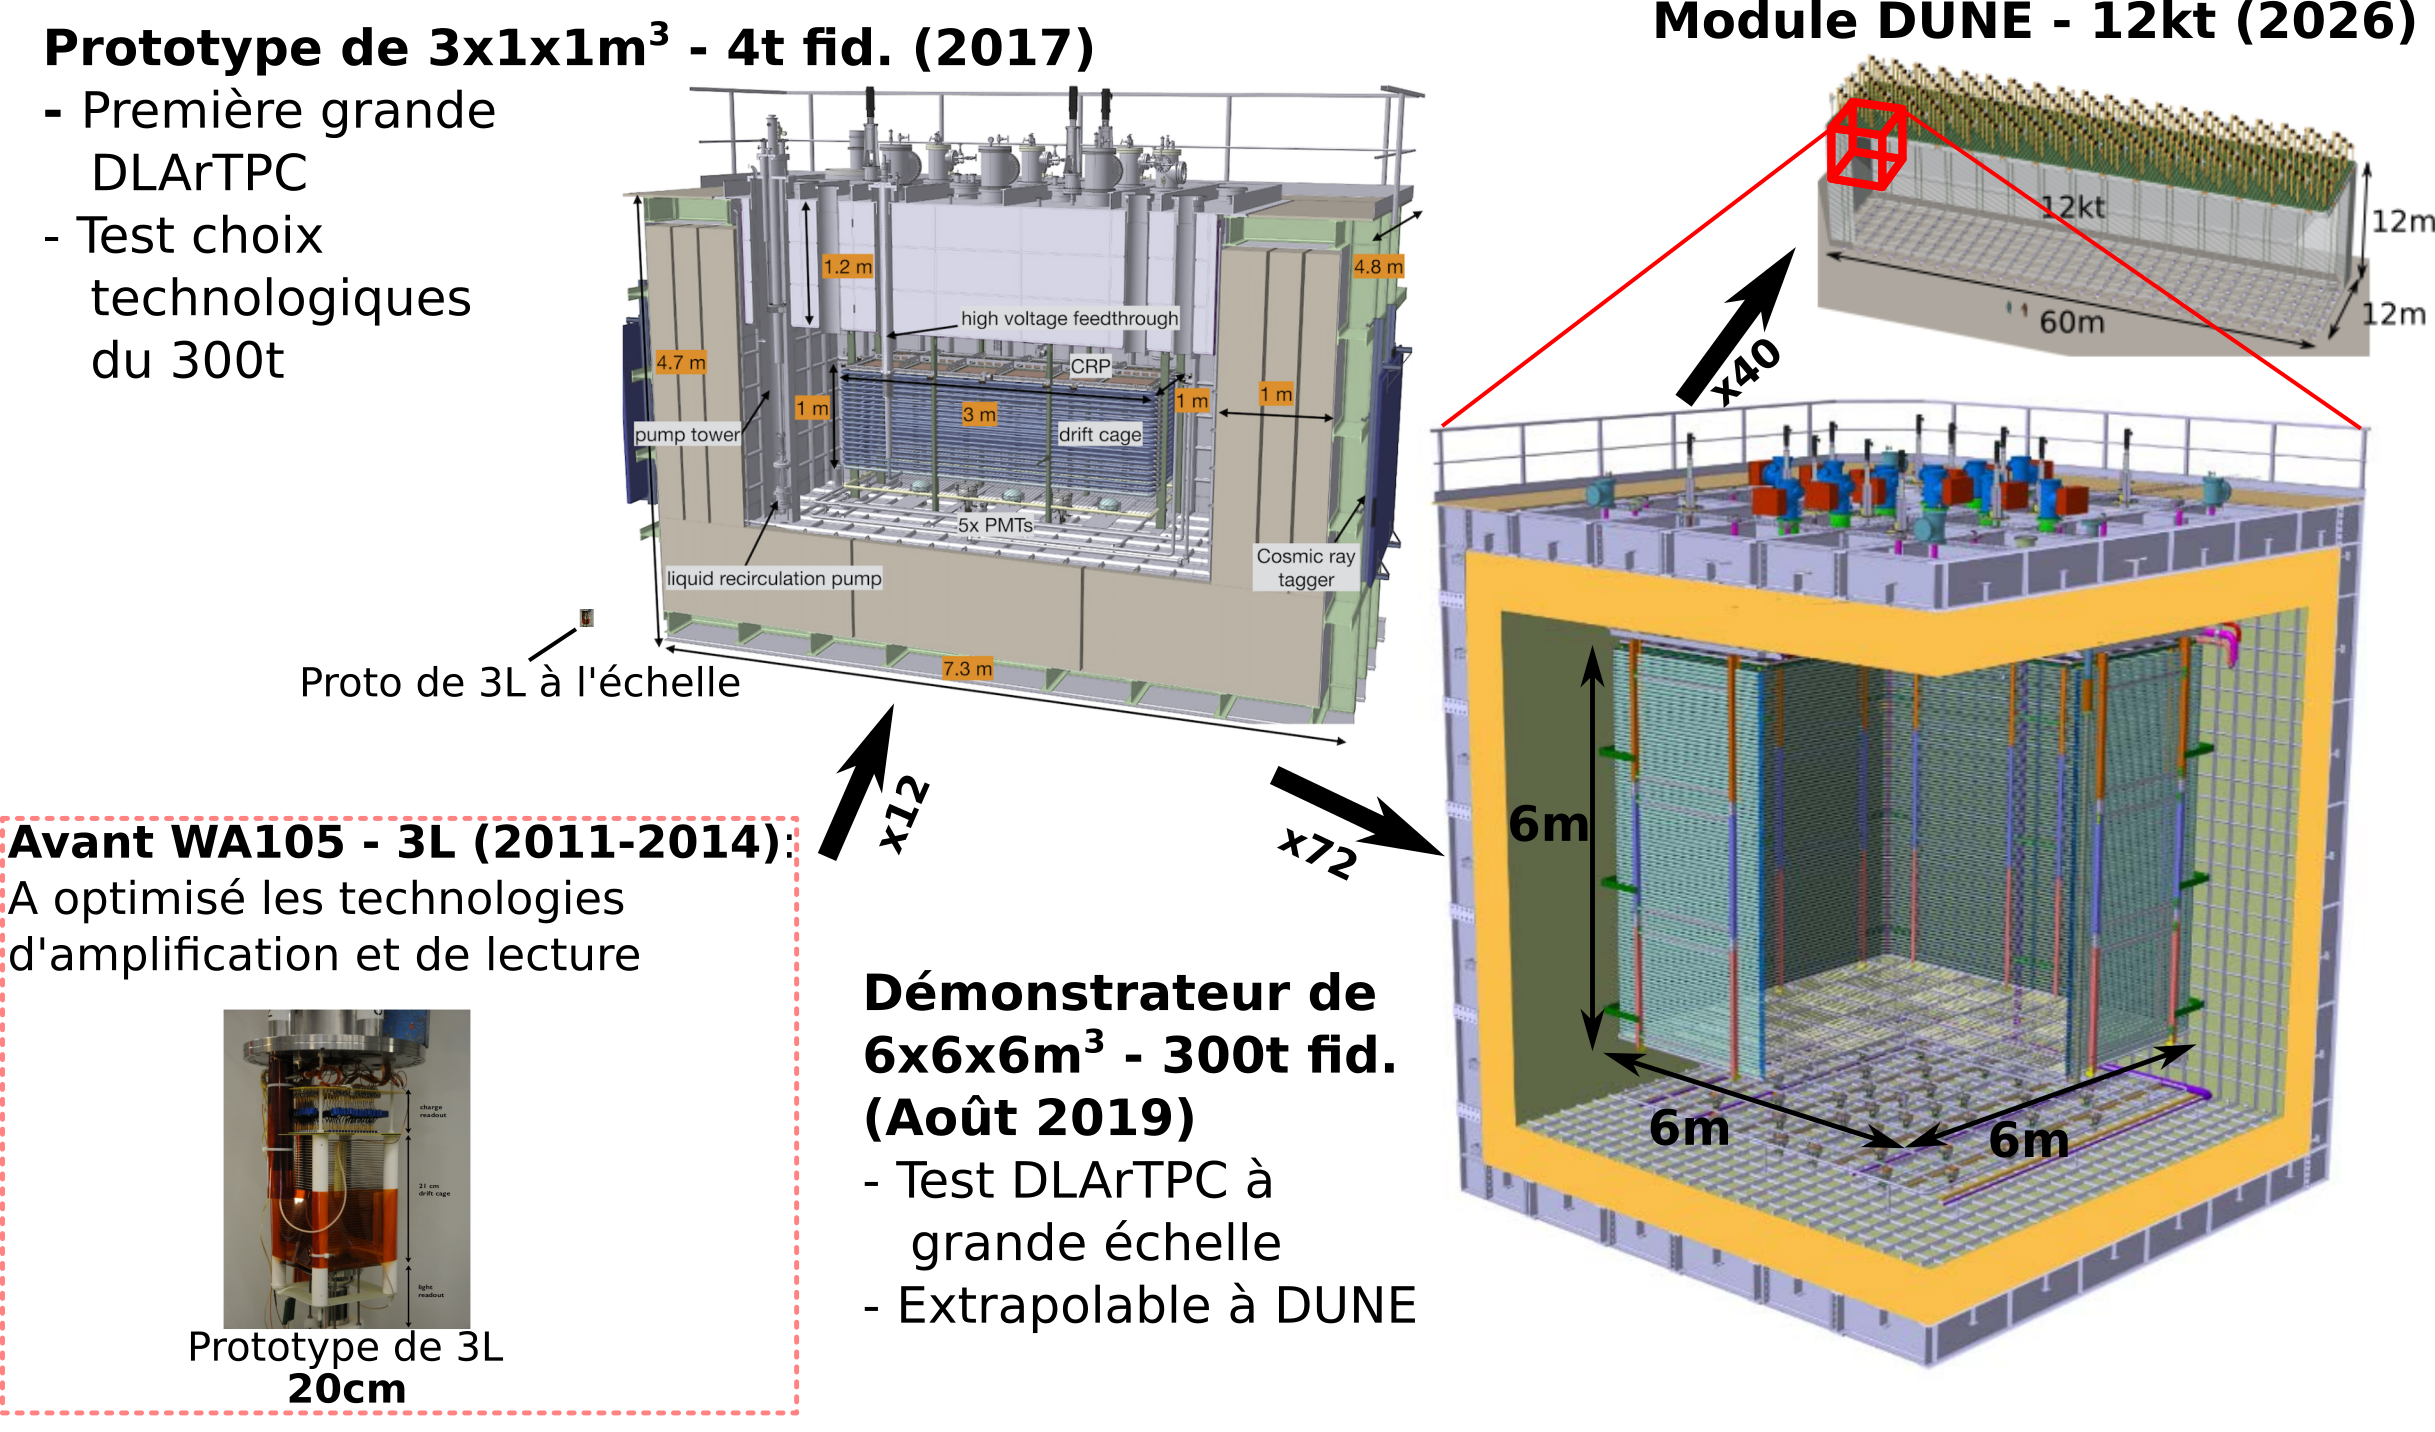 Prototype de 3x1x1m³ - 4t fid. (2017)
- Première grande
DLArTPC
- Test choix
technologiques
du 300t
Module DUNE - 12kt (2026)
12kt
12m
12m
60m
x40
1.2 m
4.8 m
high voltage feedthrough
4.7 m
CRP
1 m
3 m
1 m
1 m
pump tower
drift cage
5x PMTs
liquid recirculation pump
Cosmic ray
tagger
7.3 m
Proto de 3L à l'échelle
x12
x72
Avant WA105 - 3L (2011-2014):
A optimisé les technologies
d'amplification et de lecture
charge
readout
21 cm
drift cage
light
readout
Prototype de 3L
20cm
Démonstrateur de
6x6x6m³ - 300t fid.
(Août 2019)
- Test DLArTPC à
grande échelle
- Extrapolable à DUNE
6m
6m
6m